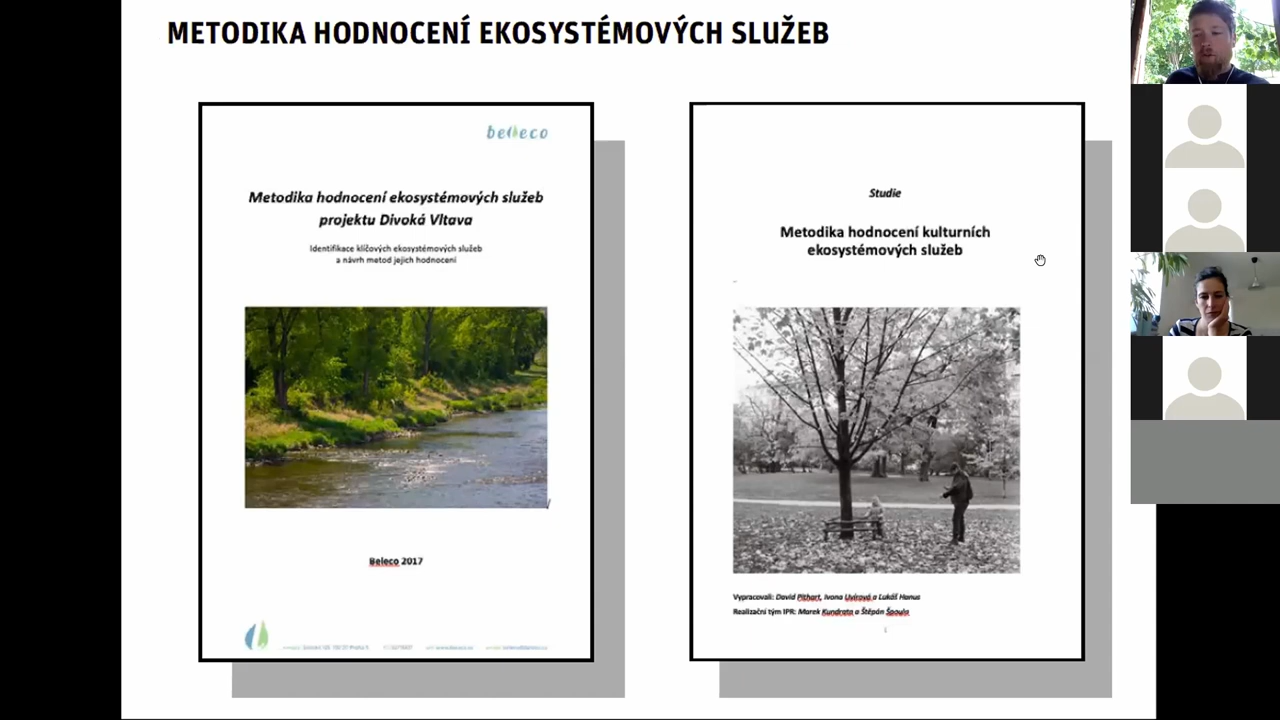 METODIKA HODNOCENÍ EKOSYSTÉMOVÝCH SLUŽEB
beleco
Metodika hodnocení ekosystémových služeb
projektu Divoká Vltava
Identifikace klíčových ekosystémových služeb
a návrh metod jejich hodnocení
Beleco 2017
Studie
Metodika hodnocení kulturních
ekosystémových služeb
Vypracovali: David Pithart, Ivona Uvírová a Lukáš Hanus
Realizační tým IPR: Marek Kundrata a Štěpán Špoula